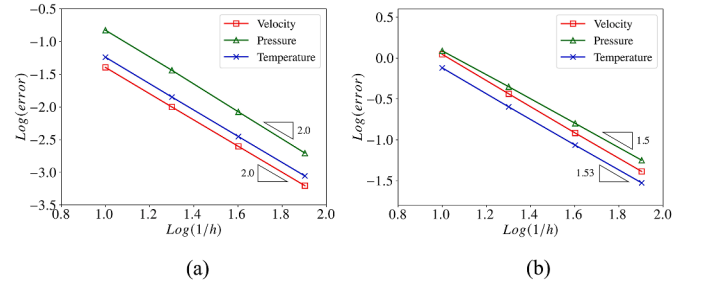 −0.5
−1.0
−1.5
−2.0
−2.5
−3.0
−3.5
Log(error)
Velocity
Pressure
Temperature
2.0
2.0
0.8 1.0 1.2 1.4 1.6 1.8 2.0
Log(1/h)
(a)
0.5
0.0
−0.5
−1.0
−1.5
Log(error)
Velocity
Pressure
Temperature
1.5
1.53
0.8 1.0 1.2 1.4 1.6 1.8 2.0
Log(1/h)
(b)